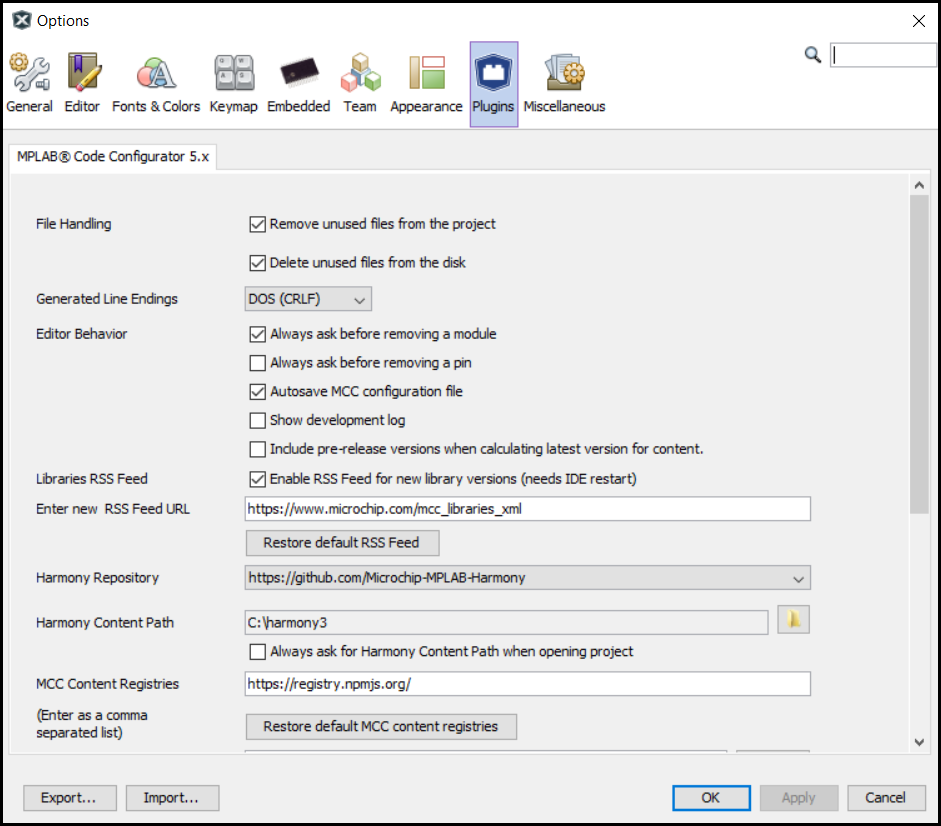 Options
General Editor Fonts & Colors Keymap Embedded Team Appearance Plugins Miscellaneous
MPLAB® Code Configurator 5.x
File Handling
Remove unused files from the project
Delete unused files from the disk
Generated Line Endings
DOS (CRLF)
Editor Behavior
Always ask before removing a module
Always ask before removing a pin
Autosave MCC configuration file
Show development log
Include pre-release versions when calculating latest version for content.
Libraries RSS Feed
Enable RSS Feed for new library versions (needs IDE restart)
Enter new  RSS Feed URL
https://www.microchip.com/mcc_libraries_xml
Restore default RSS Feed
Harmony Repository
https://github.com/Microchip-MPLAB-Harmony
Harmony Content Path
C:\harmony3
Always ask for Harmony Content Path when opening project
MCC Content Registries
https://registry.npmjs.org/
(Enter as a comma
separated list)
Restore default MCC content registries
Export...
Import...
OK
Apply
Cancel